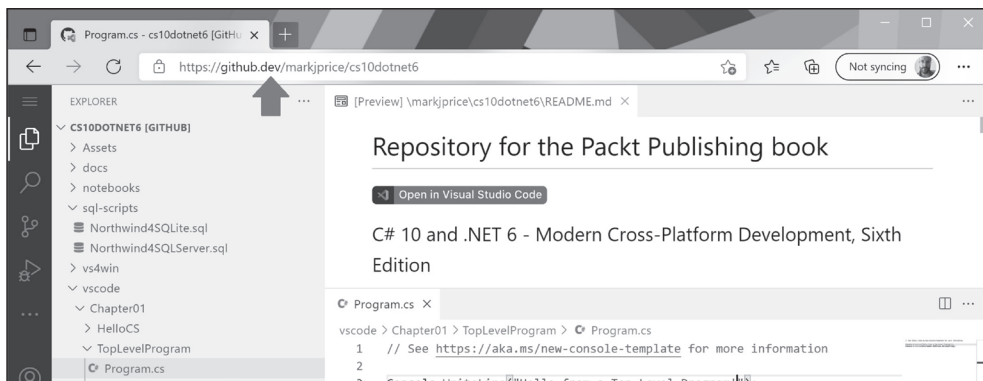 Program.cs - cs10dotnet6 [GitHu
https://github.dev/markjprice/cs10dotnet6
Not syncing
EXPLORER
CS10DOTNET6 [GITHUB]
Assets
docs
notebooks
sql-scripts
Northwind4SQLite.sql
Northwind4SQLServer.sql
vs4win
vscode
Chapter01
HelloCS
TopLevelProgram
Program.cs
[Preview] \markjprice\cs10dotnet6\README.md
Repository for the Packt Publishing book
Open in Visual Studio Code
C# 10 and .NET 6 - Modern Cross-Platform Development, Sixth
Edition
Program.cs
vscode > Chapter01 > TopLevelProgram > Program.cs
1 // See https://aka.ms/new-console-template for more information
2